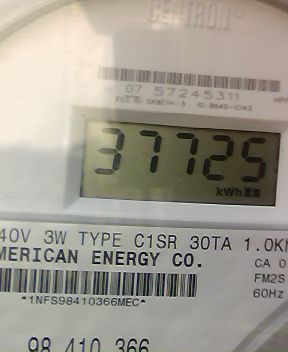 CENTRON
07 57245311
37725
kWh
40V 3W TYPE C1SR 30TA 1.0K
MERICAN ENERGY CO.
CA 0
FM2S
60Hz
*1NFS98410366MEC*
98 410 366